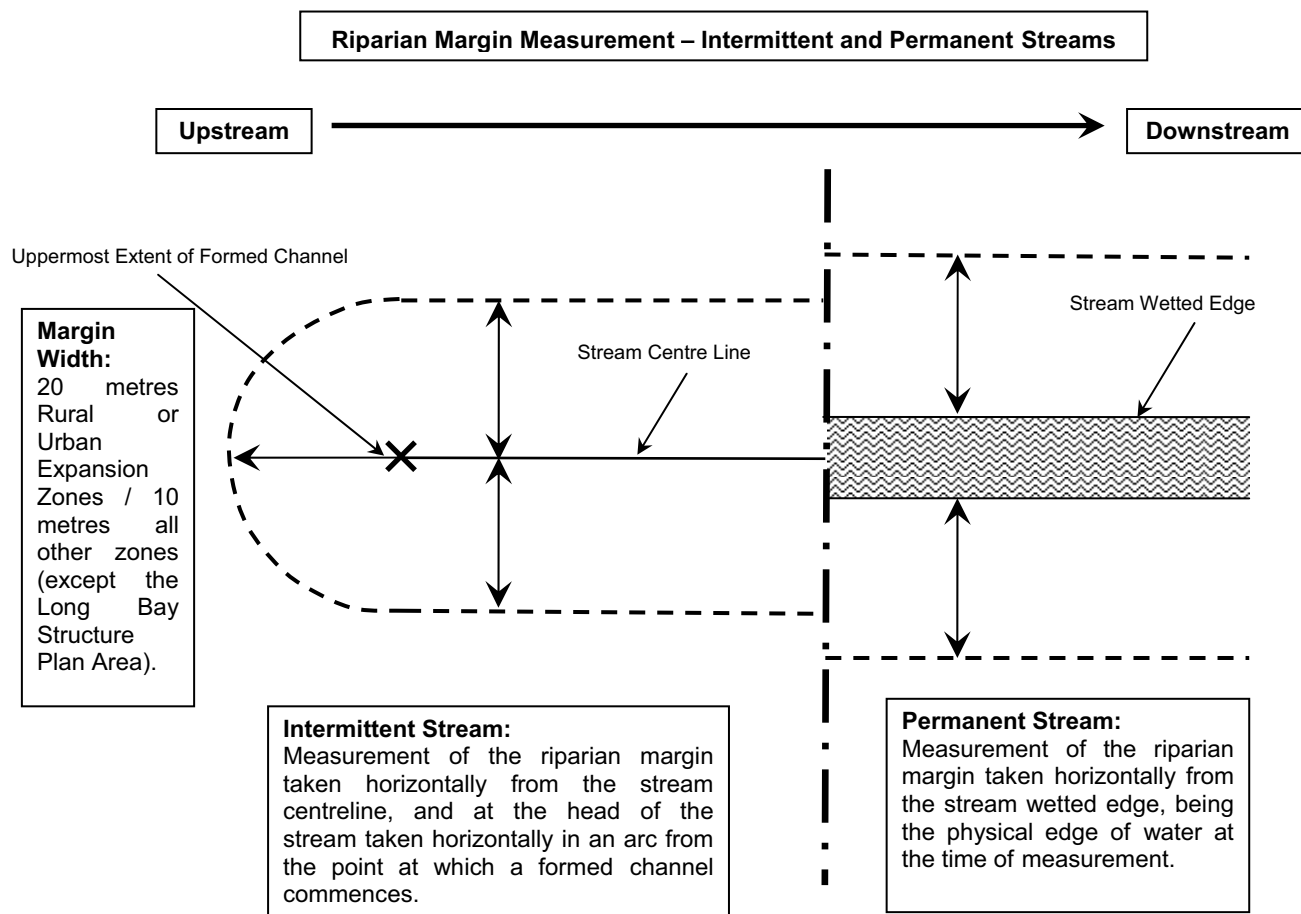 Riparian Margin Measurement – Intermittent and Permanent Streams
Upstream
Downstream
Uppermost Extent of Formed Channel
Stream Wetted Edge
Stream Centre Line
Margin
Width:
20 metres
Rural or
Urban
Expansion
Zones / 10
metres all
other zones
(except the
Long Bay
Structure
Plan Area).
Intermittent Stream:
Measurement of the riparian margin
taken horizontally from the stream
centreline, and at the head of the
stream taken horizontally in an arc from
the point at which a formed channel
commences.
Permanent Stream:
Measurement of the riparian
margin taken horizontally from
the stream wetted edge, being
the physical edge of water at
the time of measurement.